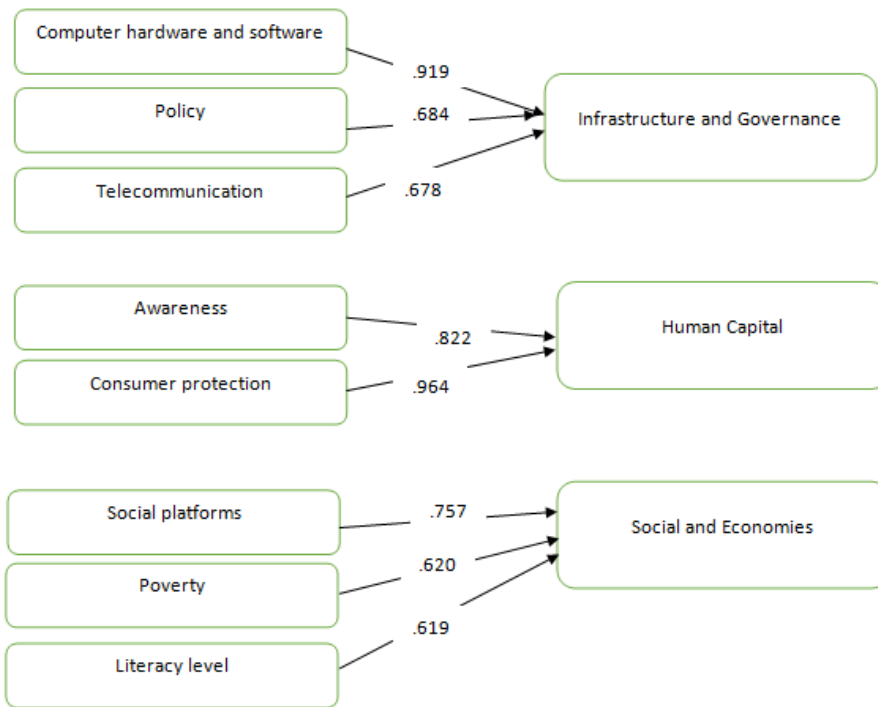 Computer hardware and software
.919
Policy
.684
Infrastructure and Governance
Telecommunication
.678
Awareness
.822
Human Capital
Consumer protection
.964
Social platforms
.757
Social and Economies
Poverty
.620
Literacy level
.619